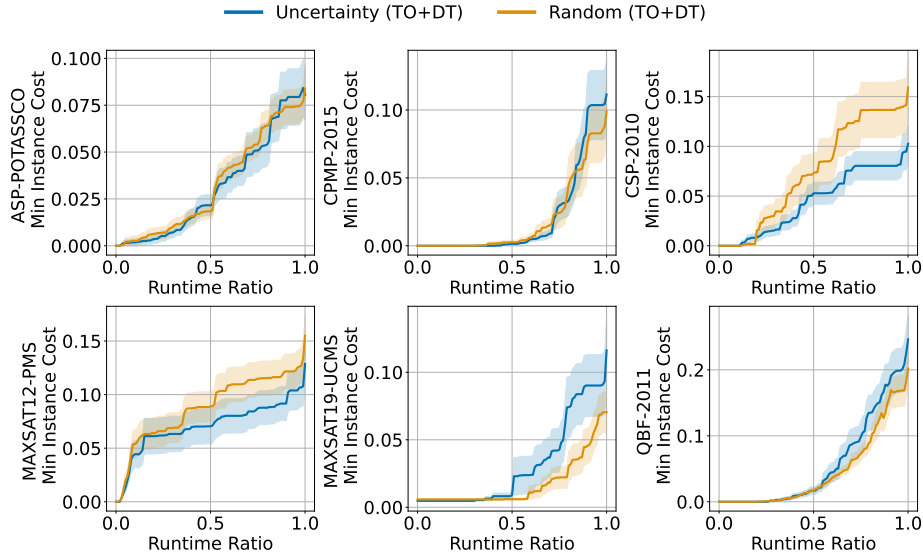 Uncertainty (TO+DT) Random (TO+DT)
ASP-POTASSCO
Min Instance Cost
0.100
0.075
0.050
0.025
0.000
0.0 0.5 1.0
Runtime Ratio
CPMP-2015
Min Instance Cost
0.10
0.05
0.00
0.0 0.5 1.0
Runtime Ratio
CSP-2010
Min Instance Cost
0.15
0.10
0.05
0.00
0.0 0.5 1.0
Runtime Ratio
MAXSAT12-PMS
Min Instance Cost
0.15
0.10
0.05
0.00
0.0 0.5 1.0
Runtime Ratio
MAXSAT19-UCMS
Min Instance Cost
0.10
0.05
0.00
0.0 0.5 1.0
Runtime Ratio
QBF-2011
Min Instance Cost
0.2
0.1
0.0
0.0 0.5 1.0
Runtime Ratio